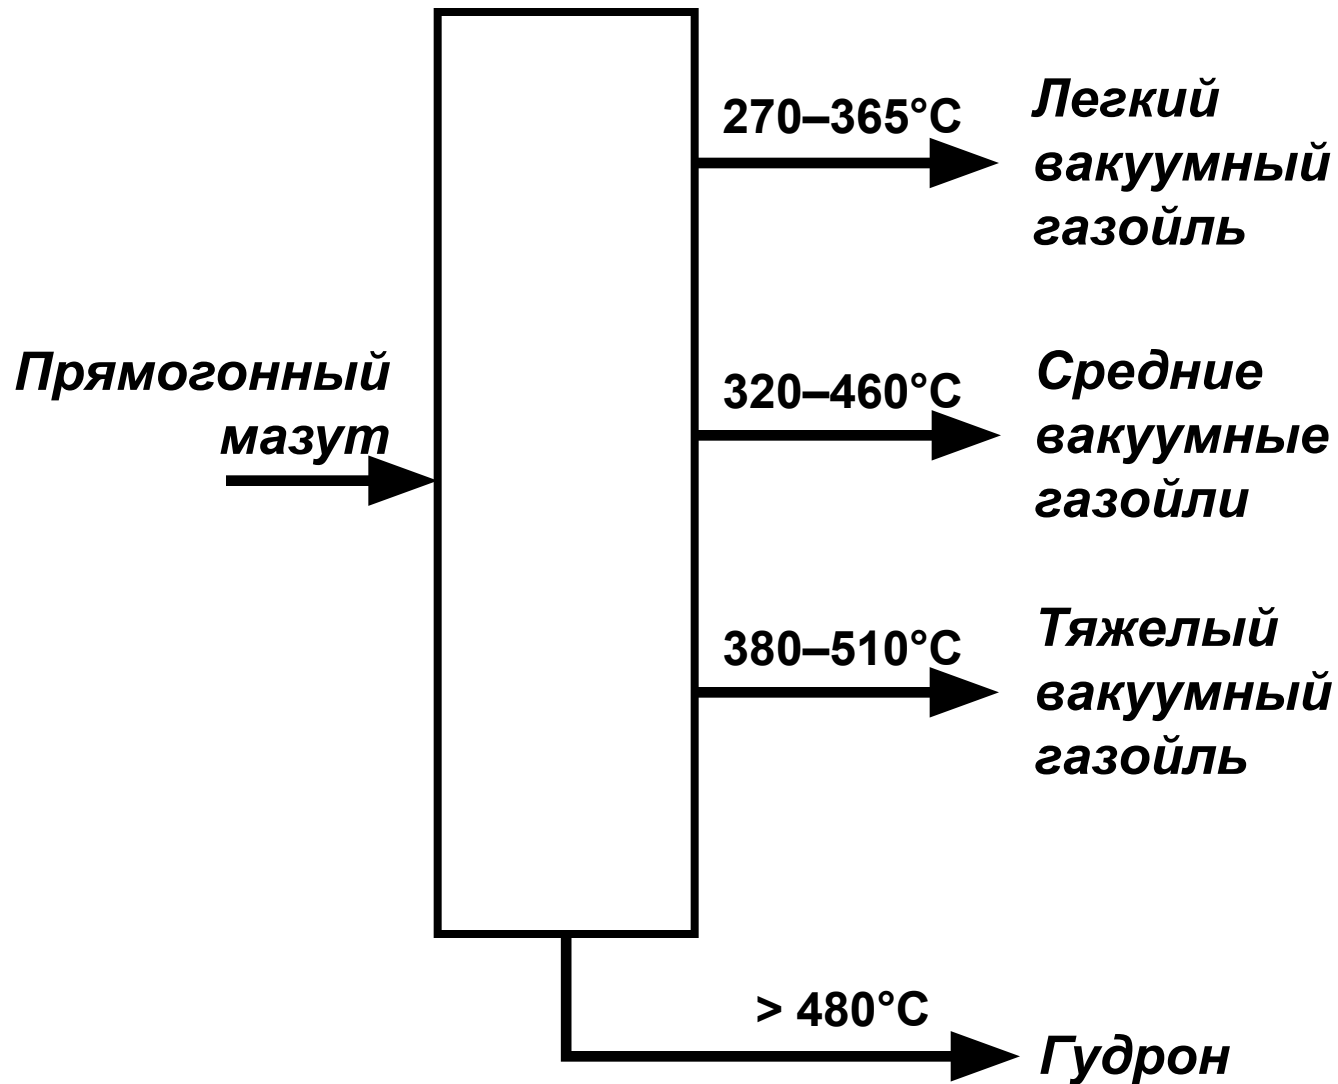 270–365°C
Легкий
вакуумный
газойль
Прямогонный
мазут
320–460°C
Средние
вакуумные
газойли
380–510°C
Тяжелый
вакуумный
газойль
> 480°C
Гудрон